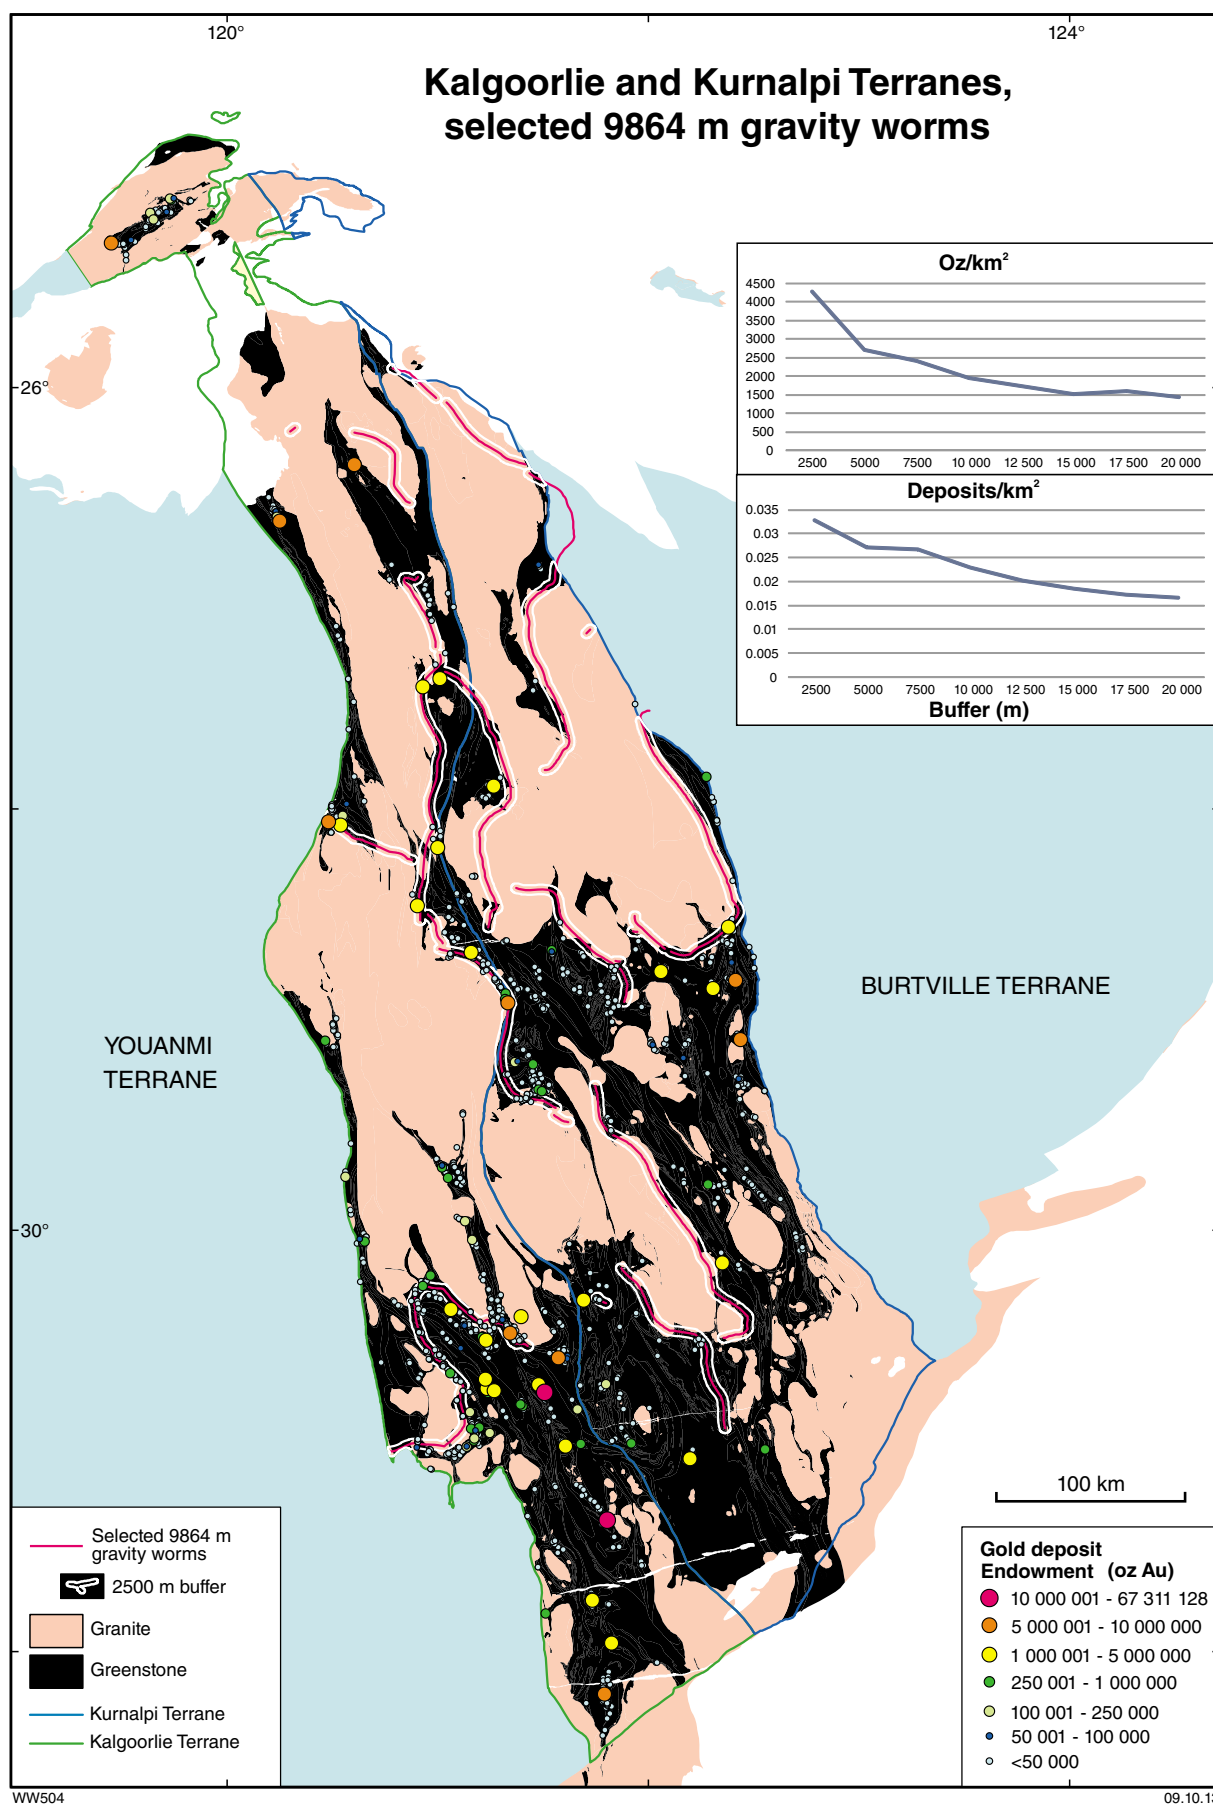 120°
124°
Kalgoorlie and Kurnalpi Terranes,
selected 9864 m gravity worms
Oz/km²
4500
4000
3500
3000
2500
2000
1500
1000
500
0
2500 5000 7500 10 000 12 500 15 000 17 500 20 000
Deposits/km²
0.035
0.03
0.025
0.02
0.015
0.01
0.005
0
2500 5000 7500 10 000 12 500 15 000 17 500 20 000
Buffer (m)
26°
BURTVILLE TERRANE
YOUANMI
TERRANE
30°
100 km
Selected 9864 m
gravity worms
2500 m buffer
Granite
Greenstone
Kurnalpi Terrane
Kalgoorlie Terrane
Gold deposit
Endowment (oz Au)
10 000 001 - 67 311 128
5 000 001 - 10 000 000
1 000 001 - 5 000 000
250 001 - 1 000 000
100 001 - 250 000
50 001 - 100 000
<50 000
WW504
09.10.13